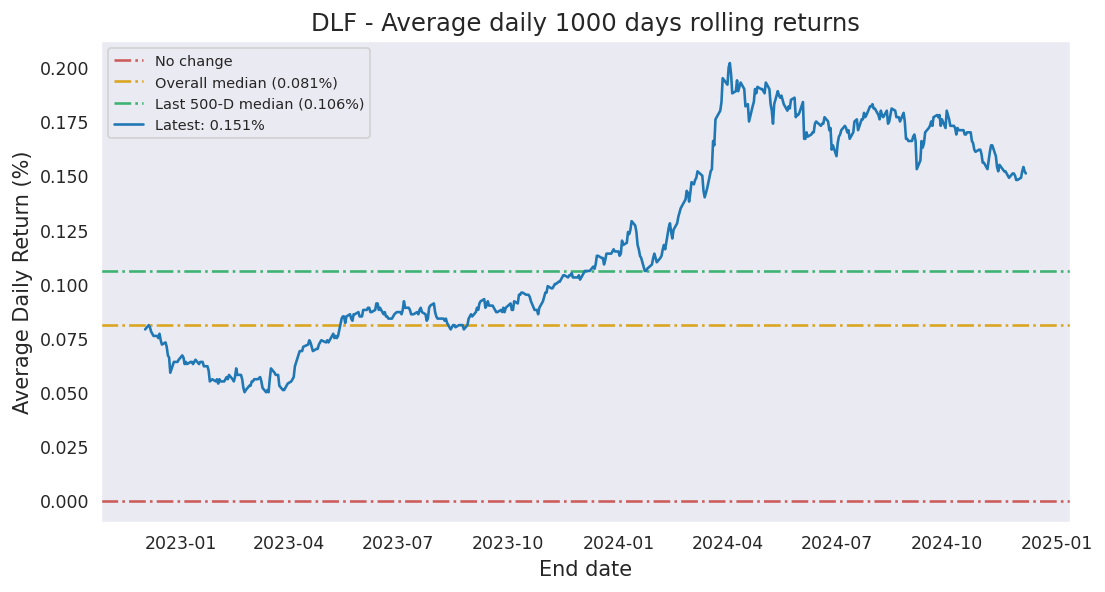 DLF - Average daily 1000 days rolling returns
No change
Overall median (0.081%)
Last 500-D median (0.106%)
Latest: 0.151%
Average Daily Return (%)
0.200
0.175
0.150
0.125
0.100
0.075
0.050
0.025
0.000
2023-01 2023-04 2023-07 2023-10 2024-01 2024-04 2024-07 2024-10 2025-01
End date